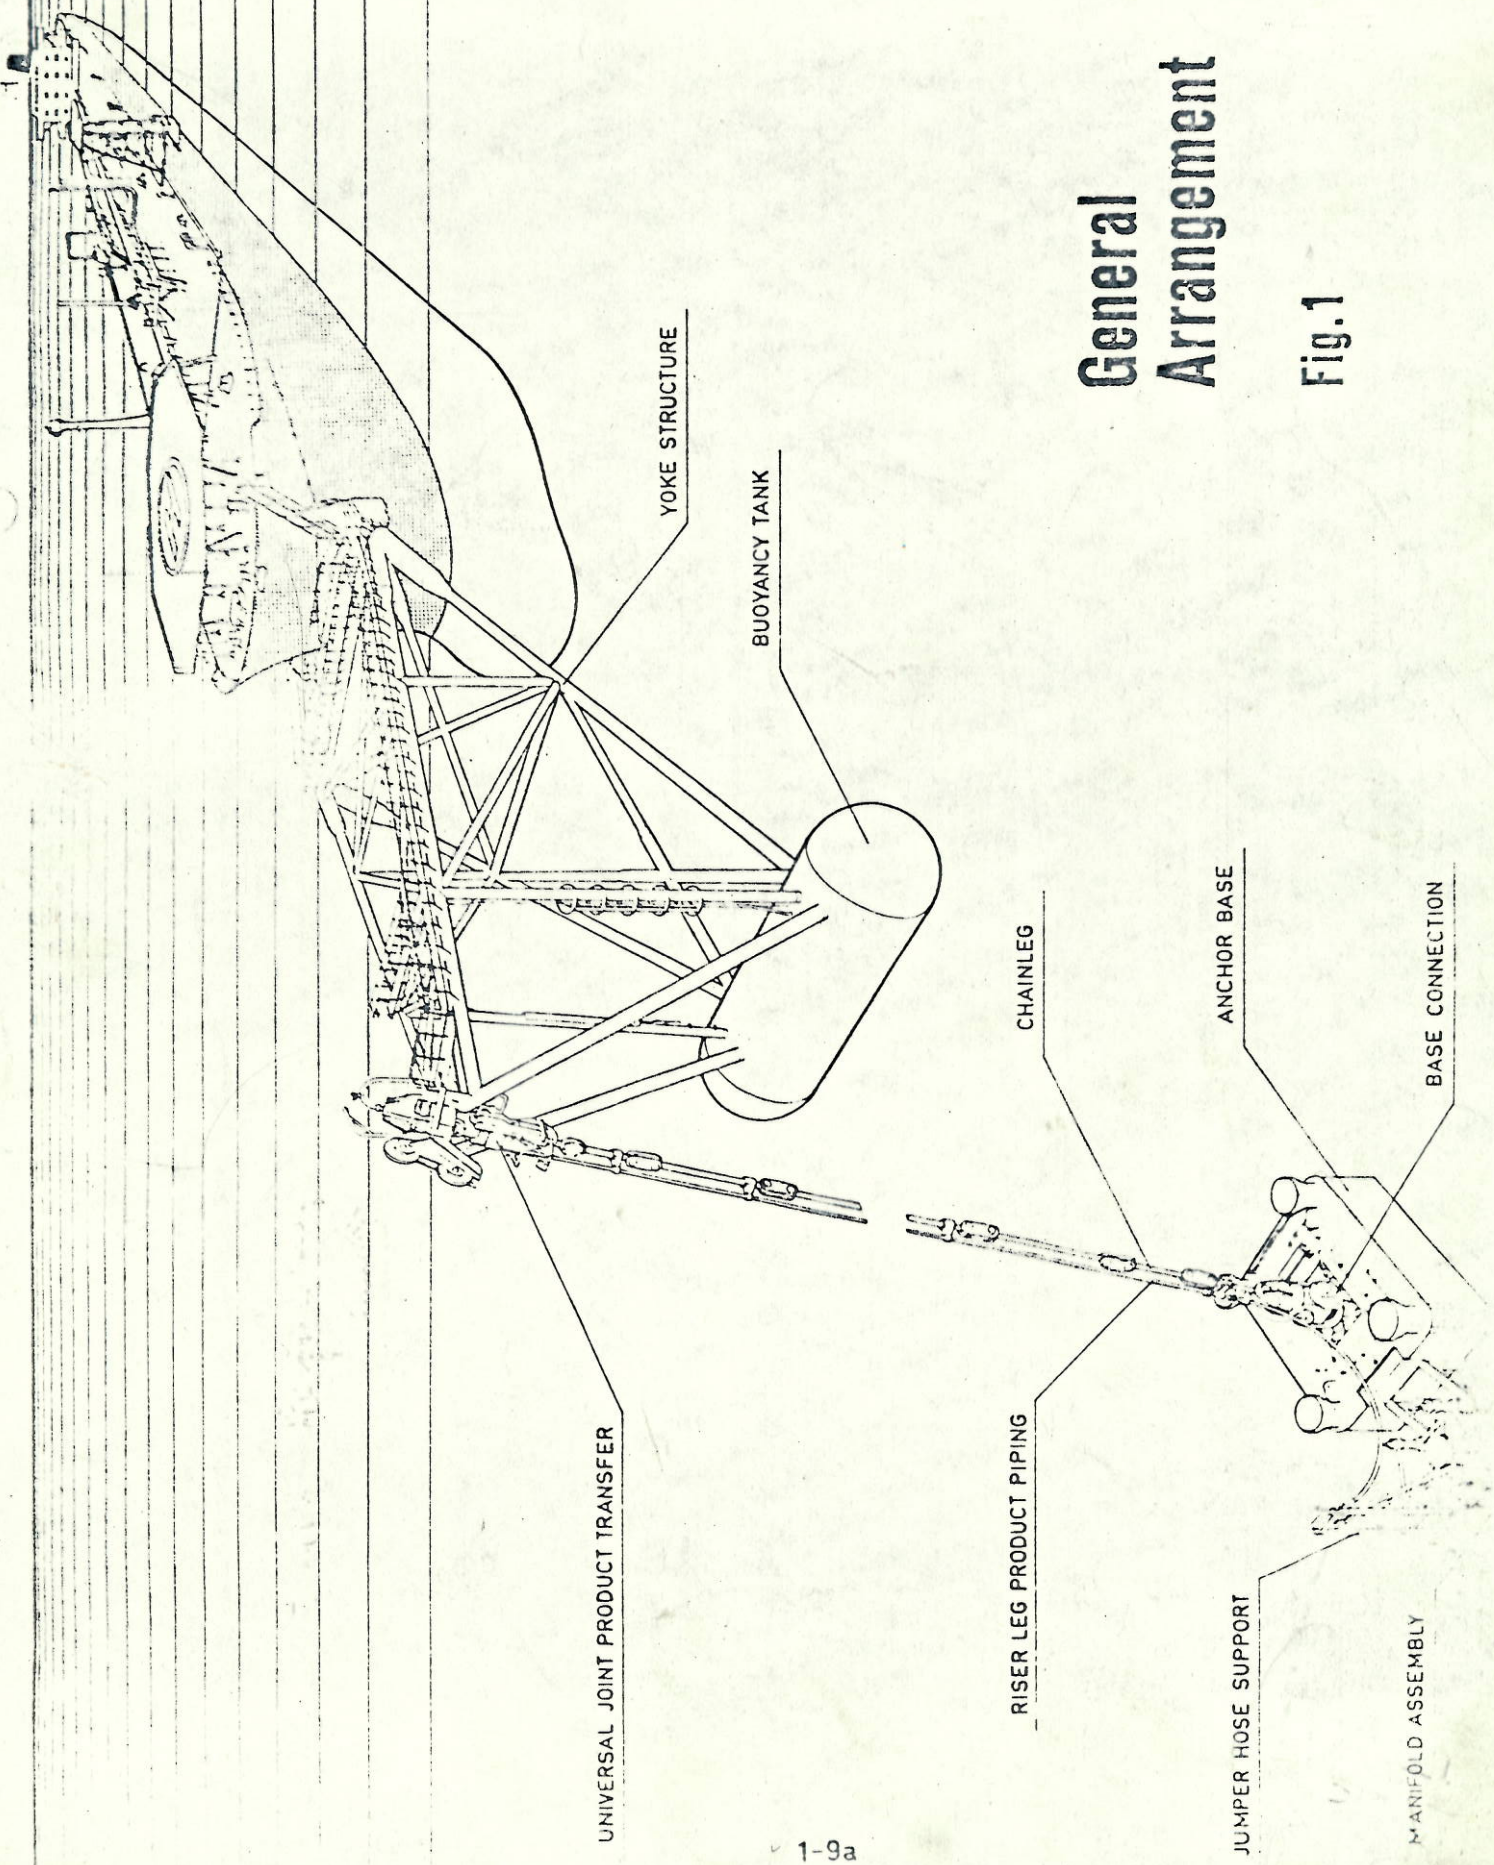 General
Arrangement
Fig.1
YOKE STRUCTURE
BUOYANCY TANK
CHAINLEG
ANCHOR BASE
BASE CONNECTION
UNIVERSAL JOINT PRODUCT TRANSFER
RISER LEG PRODUCT PIPING
JUMPER HOSE SUPPORT
MANIFOLD ASSEMBLY
1-9a